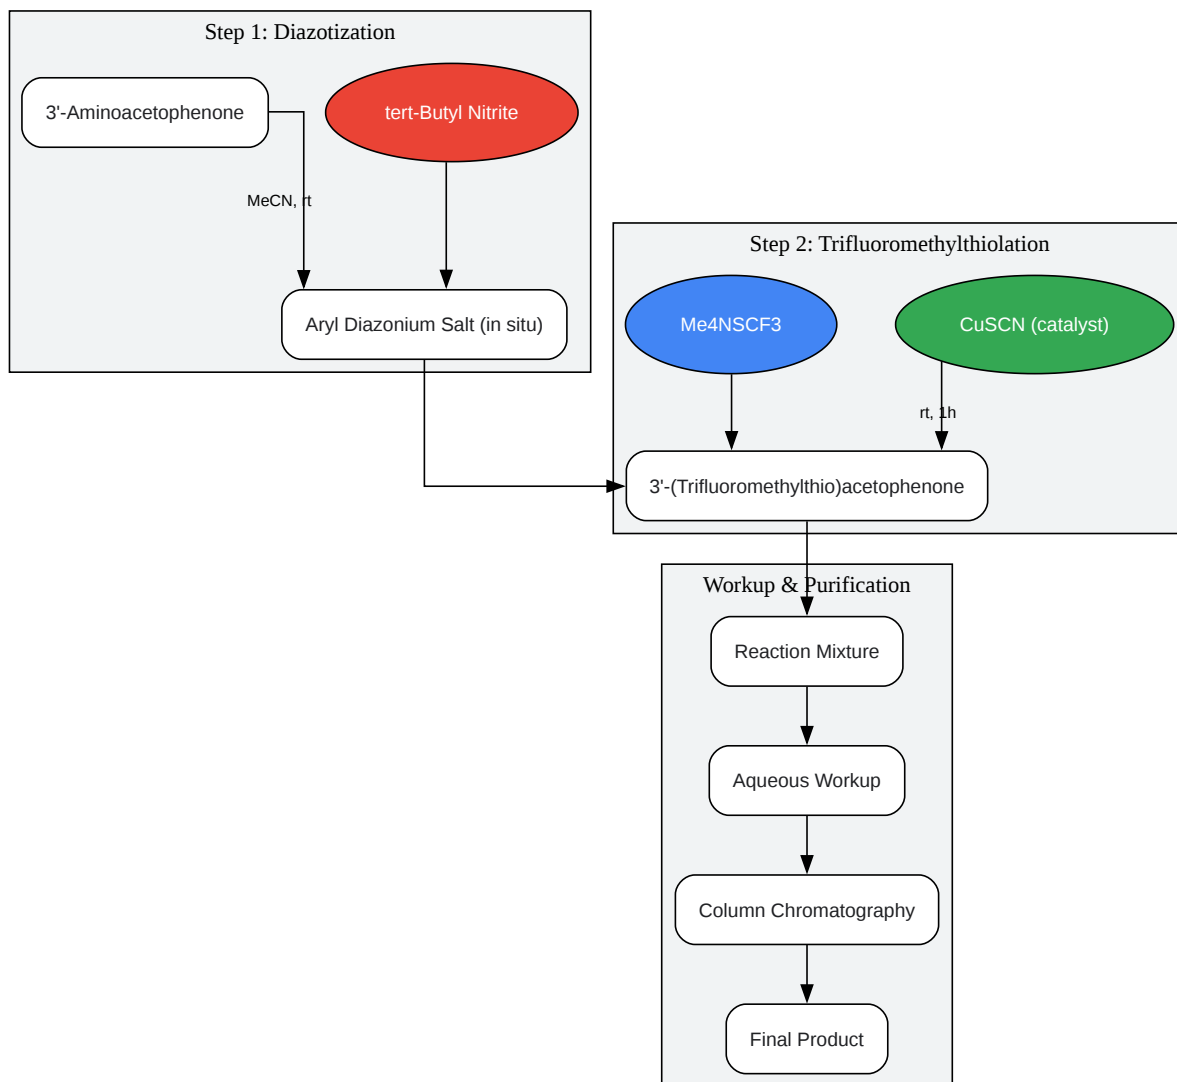 Step 1: Diazotization
3'-Aminoacetophenone
tert-Butyl Nitrite
MeCN, rt
Aryl Diazonium Salt (in situ)
Step 2: Trifluoromethylthiolation
Me4NSCF3
CuSCN (catalyst)
rt, 1h
3'-(Trifluoromethylthio)acetophenone
Workup & Purification
Reaction Mixture
Aqueous Workup
Column Chromatography
Final Product